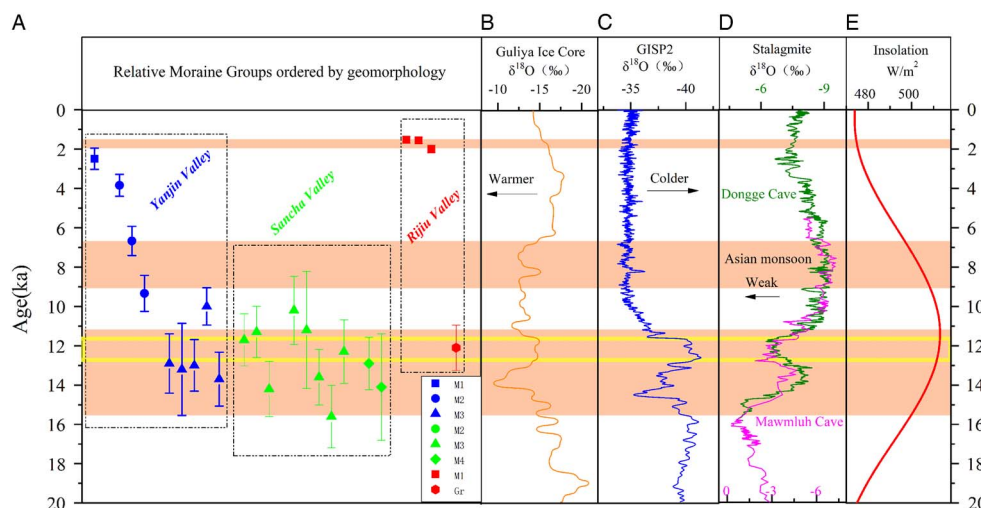 A
B
C
D
E
Relative Moraine Groups ordered by geomorphology
Guliya Ice Core
δ18O (‰)
-10 -15 -20
GISP2
δ18O (‰)
-35 -40
Stalagmite
δ18O (‰)
-6 -9
Insolation
W/m2
480 500
Age(ka)
0
2
4
6
8
10
12
14
16
18
20
Yanjin Valley
Sancha Valley
Rijiu Valley
Warmer
Colder
Dongge Cave
Asian monsoon
Weak
Mawmluh Cave
0 -3 -6
M1
M2
M3
M2
M3
M4
M1
Gr
0
2
4
6
8
10
12
14
16
18
20